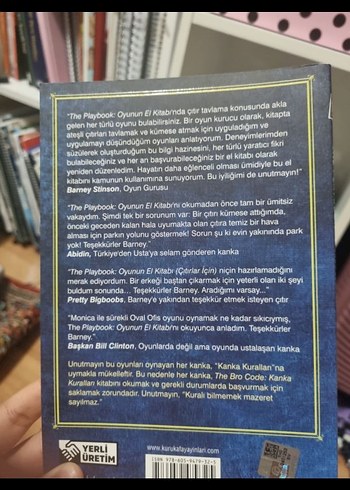 "The Playbook: Oyunun El Kitabı'nda çıtır tavlama konusunda akla
gelen her türlü oyunu bulabilirsiniz. Bir oyun kurucu olarak, kitapta
ateşli çıtırları tavlamak ve kümese atmak için uyguladığım ve
uygulamayı düşündüğüm oyunları anlatıyorum. Deneyimlerimden
süzülerek oluşturduğum bu bilgi hazinesini, her türlü yaratıcı fikri
bulabileceğiniz ve her an başvurabileceğiniz bir el kitabı olarak
yeniden düzenledim. Hayatın daha eğlenceli olması ümidiyle bu el
kitabını kamunun kullanımına sunuyorum. Bu iyiliğimi de unutmayın!"
Barney Stinson, Oyun Gurusu
"The Playbook: Oyunun El Kitabı'nı okumadan önce tam bir ümitsiz
vakaydım. Şimdi tek bir sorunum var: Bir çıtırı kümese attığımda,
önceki geceden kalan hala uyumakta olan çıtıra temiz bir hava
alması için parkın yolunu göstermek! Sorun şu ki evin yakınında park
yok! Teşekkürler Barney."
Abidin, Türkiye'den Usta'ya selam gönderen kanka
"The Playbook: Oyunun El Kitabı (Çıtırlar İçin) niçin hazırlamadığını
merak ediyordum. Bir erkeği baştan çıkarmak için yeterli olan iki şeyi
buldum sonunda... Teşekkürler Barney. Aradığımı varsay..."
Pretty Bigboobs, Barney'e yakından teşekkür etmek isteyen çıtır
"Monica ile sürekli Oval Ofis oyunu oynamak ne kadar sıkıcıymış,
The Playbook: Oyunun El Kitabı'nı okuyunca anladım. Teşekkürler
Barney."
Başkan Bill Clinton, Oyunlarda değil ama oyunda ustalaşan kanka
Unutmayın bu oyunları oynayan her kanka, "Kanka Kuralları"na
uymakla mükelleftir. Bu nedenle her kanka, The Bro Code: Kanka
Kuralları kitabını okumak ve gerekli durumlarda başvurmak için
saklamak zorundadır. Unutmayın, "Kuralı bilmemek mazeret
sayılmaz."
YERLİ
ÜRETİM
www.kurukafayayinlari.com
ISBN 978-605-9479-32-5